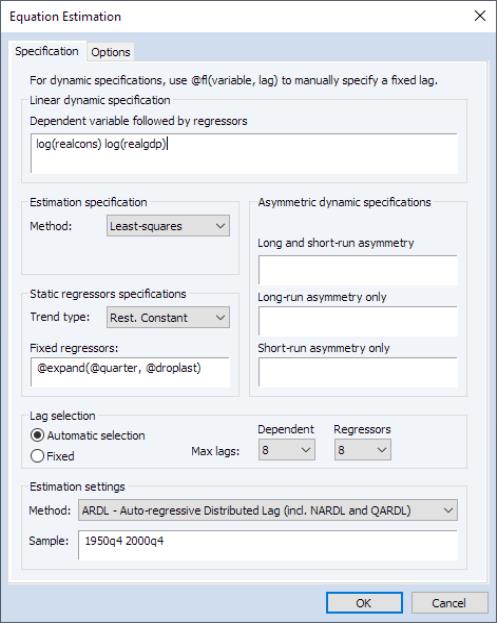 Equation Estimation
Specification Options
For dynamic specifications, use @fl(variable, lag) to manually specify a fixed lag.
Linear dynamic specification
Dependent variable followed by regressors
log(realcons) log(realgdp)
Estimation specification
Method: Least-squares
Asymmetric dynamic specifications
Long and short-run asymmetry
Long-run asymmetry only
Short-run asymmetry only
Static regressors specifications
Trend type: Rest. Constant
Fixed regressors:
@expand(@quarter, @droplast)
Lag selection
Automatic selection
Fixed
Dependent Regressors
Max lags: 8 8
Estimation settings
Method: ARDL - Auto-regressive Distributed Lag (incl. NARDL and QARDL)
Sample: 1950q4 2000q4
OK Cancel